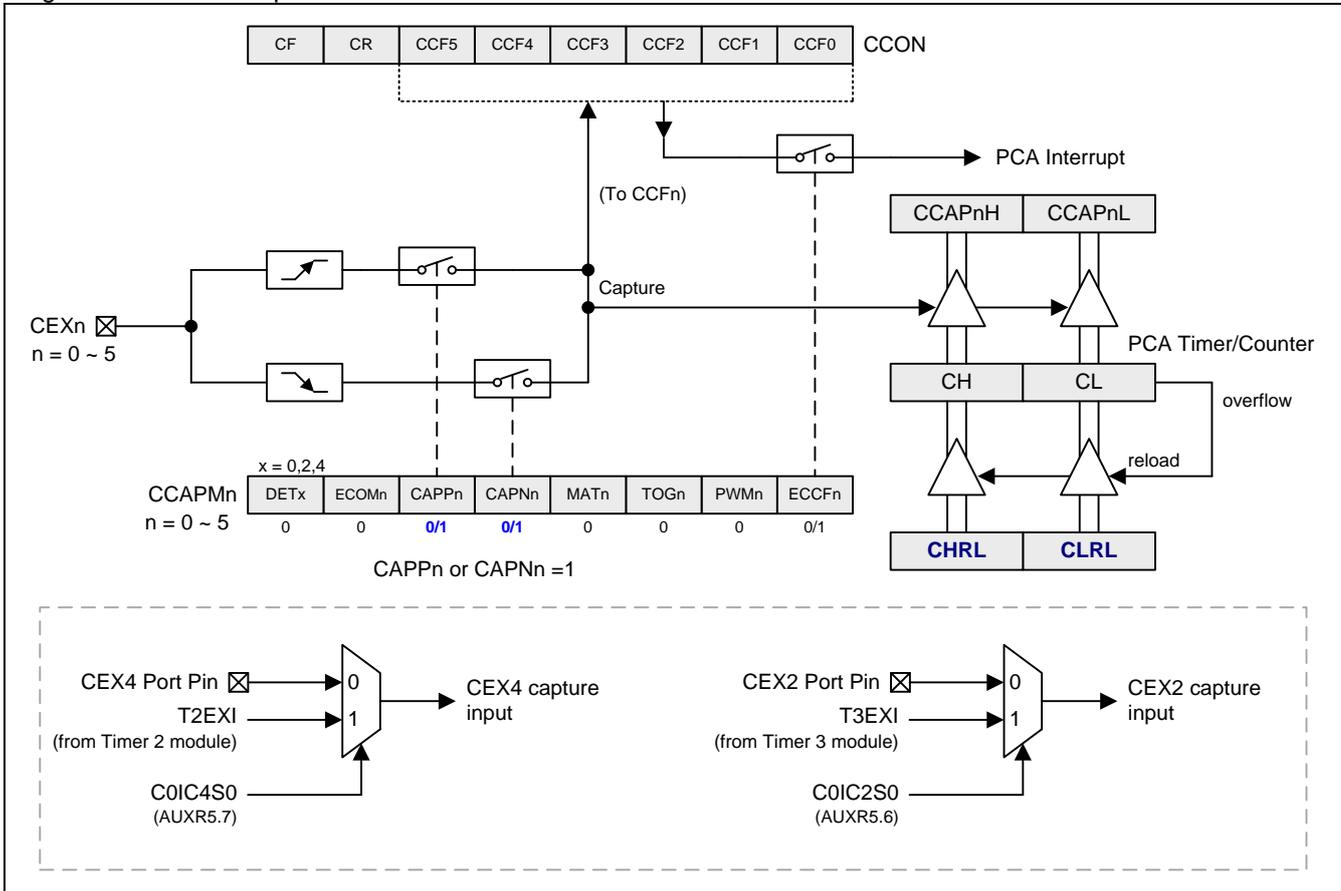 CF CR CCF5 CCF4 CCF3 CCF2 CCF1 CCF0 CCON
PCA Interrupt
(To CCFn)
CCAPnH CCAPnL
Capture
CEXn
n = 0 ~ 5
PCA Timer/Counter
CH CL
overflow
reload
x = 0,2,4
CCAPMn
n = 0 ~ 5
DETx ECOMn CAPPn CAPNn MATn TOGn PWMn ECCFn
0 0 0/1 0/1 0 0 0 0/1
CHRL CLRL
CAPPn or CAPNn =1
CEX4 Port Pin
0
T2EXI
1
(from Timer 2 module)
CEX4 capture
input
C0IC4S0
(AUXR5.7)
CEX2 Port Pin
0
T3EXI
1
(from Timer 3 module)
CEX2 capture
input
C0IC2S0
(AUXR5.6)